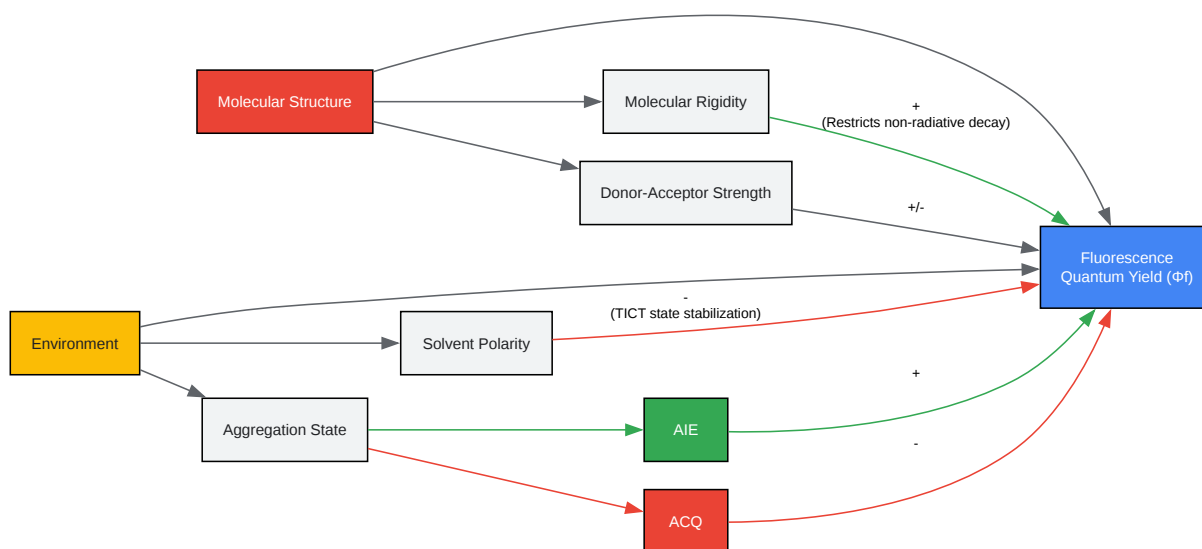 Molecular Structure
Molecular Rigidity
+
(Restricts non-radiative decay)
Donor-Acceptor Strength
+/-
Fluorescence
Quantum Yield (Φf)
Environment
Solvent Polarity
-
(TICT state stabilization)
Aggregation State
AIE
+
-
ACQ